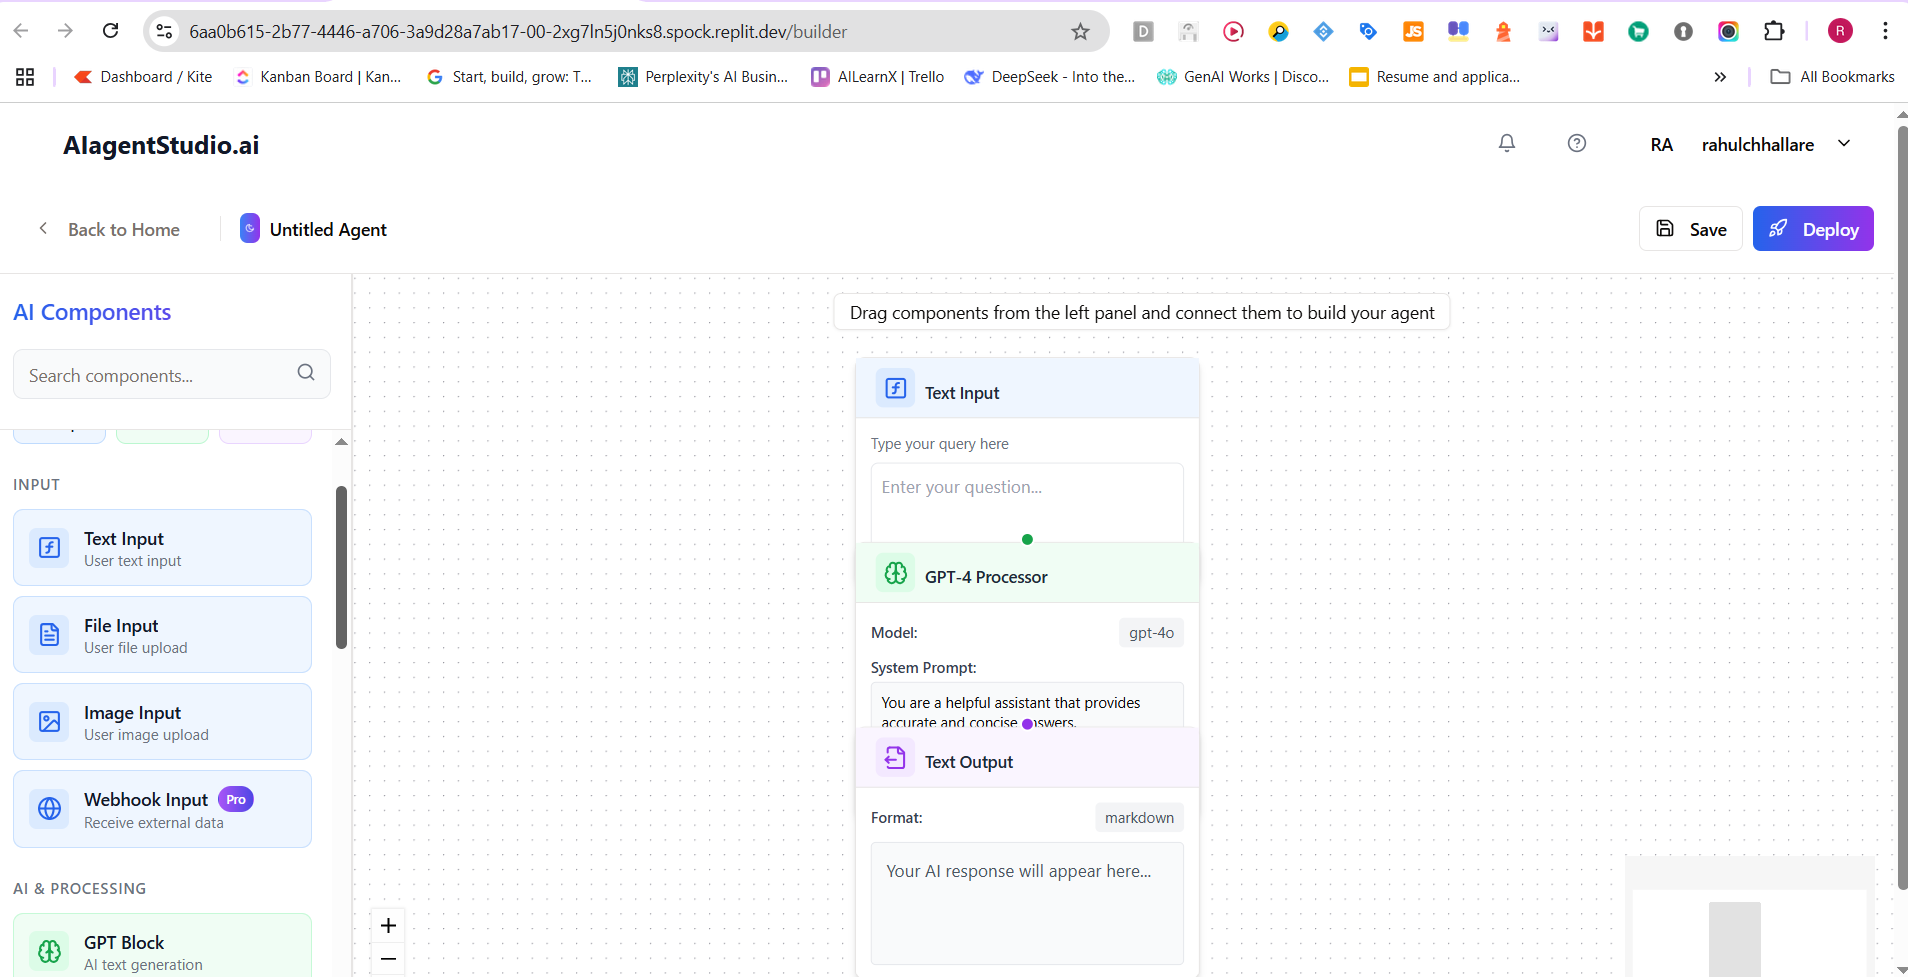 6aa0b615-2b77-4446-a706-3a9d28a7ab17-00-2xg7ln5j0nks8.spock.replit.dev/builder
D
JS
R
Dashboard / Kite
Kanban Board | Kan...
Start, build, grow: T...
Perplexity's AI Busin...
AILearnX | Trello
DeepSeek - Into the...
GenAI Works | Disco...
Resume and applica...
All Bookmarks
AIagentStudio.ai
RA
rahulchhallare
Back to Home
Untitled Agent
Save
Deploy
AI Components
Search components...
INPUT
Text Input
User text input
File Input
User file upload
Image Input
User image upload
Webhook Input
Pro
Receive external data
AI & PROCESSING
GPT Block
AI text generation
Drag components from the left panel and connect them to build your agent
Text Input
Type your query here
Enter your question...
GPT-4 Processor
Model:
gpt-4o
System Prompt:
You are a helpful assistant that provides
accurate and concise answers.
Text Output
Format:
markdown
Your AI response will appear here...